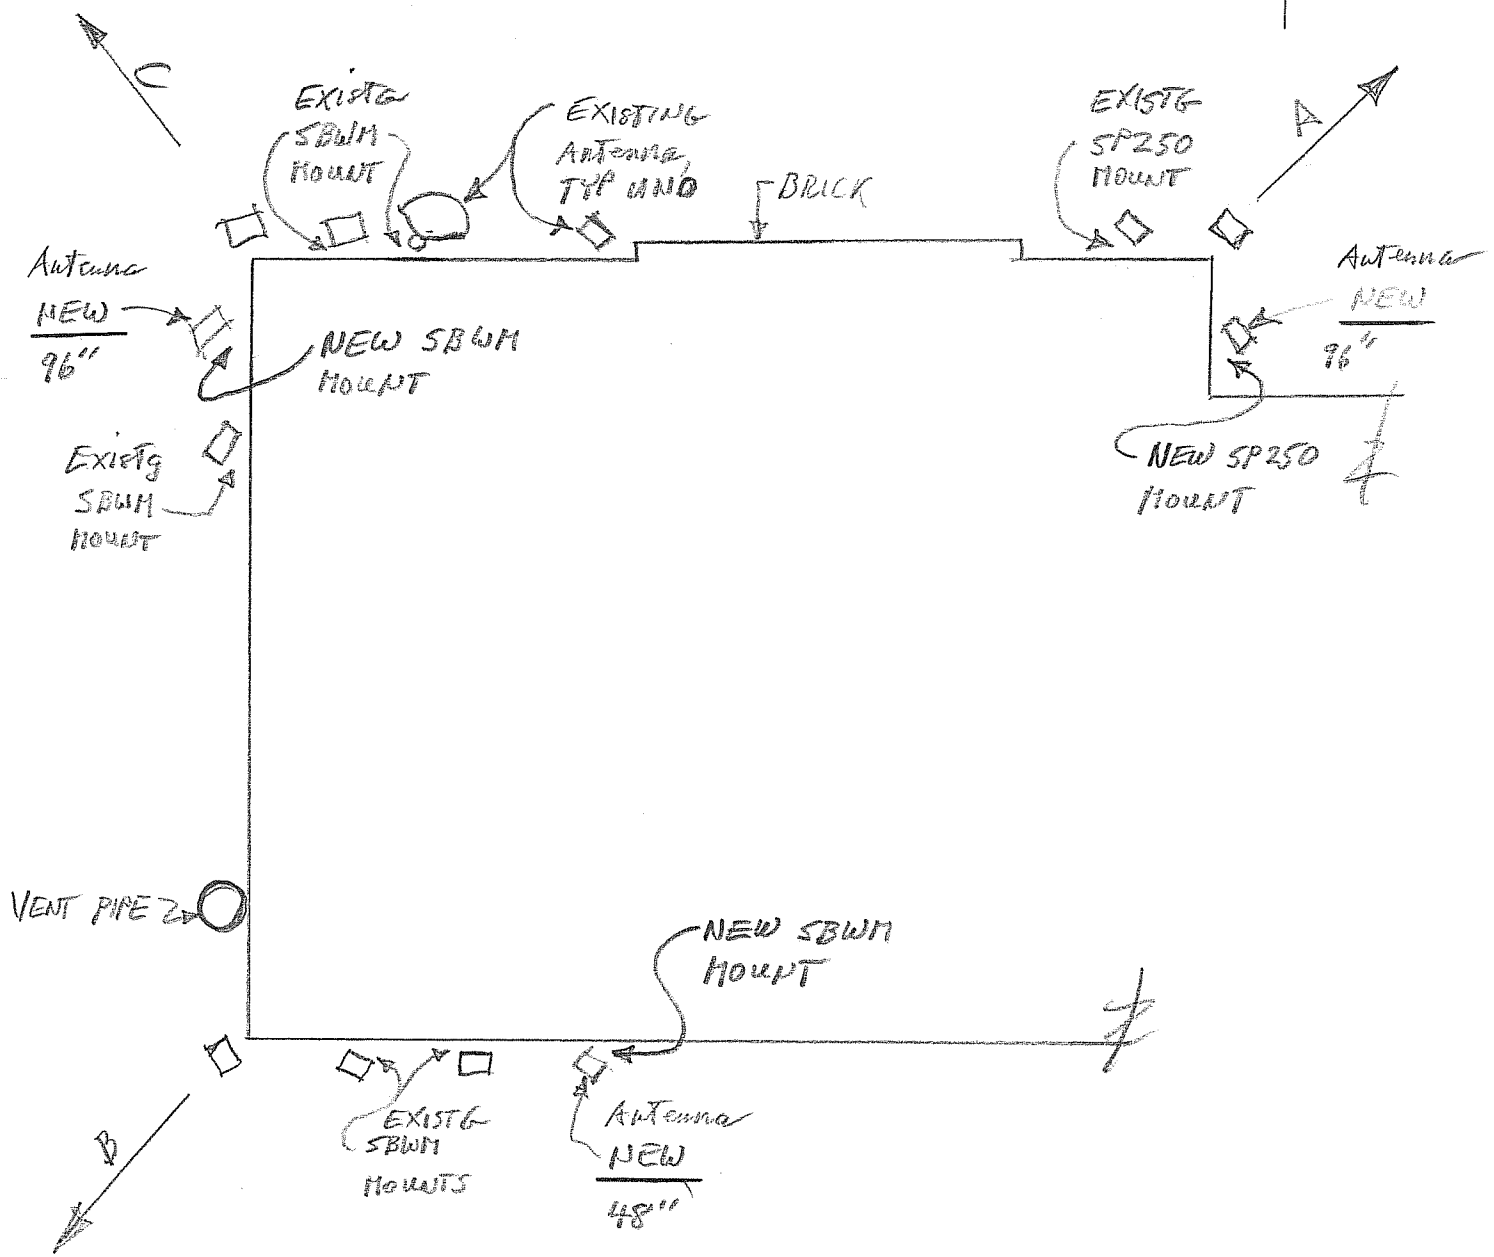 C
EXISTG
SBWM
MOUNT
EXISTING
Antenna,
TYP UNO
BRICK
EXISTG
SP250
MOUNT
A
Antenna
NEW
96"
NEW SBWM
MOUNT
Antenna
NEW
96"
Existg
SBWM
MOUNT
NEW SP250
MOUNT
VENT PIPE
NEW SBWM
MOUNT
B
EXISTG
SBWM
MOUNTS
Antenna
NEW
48"